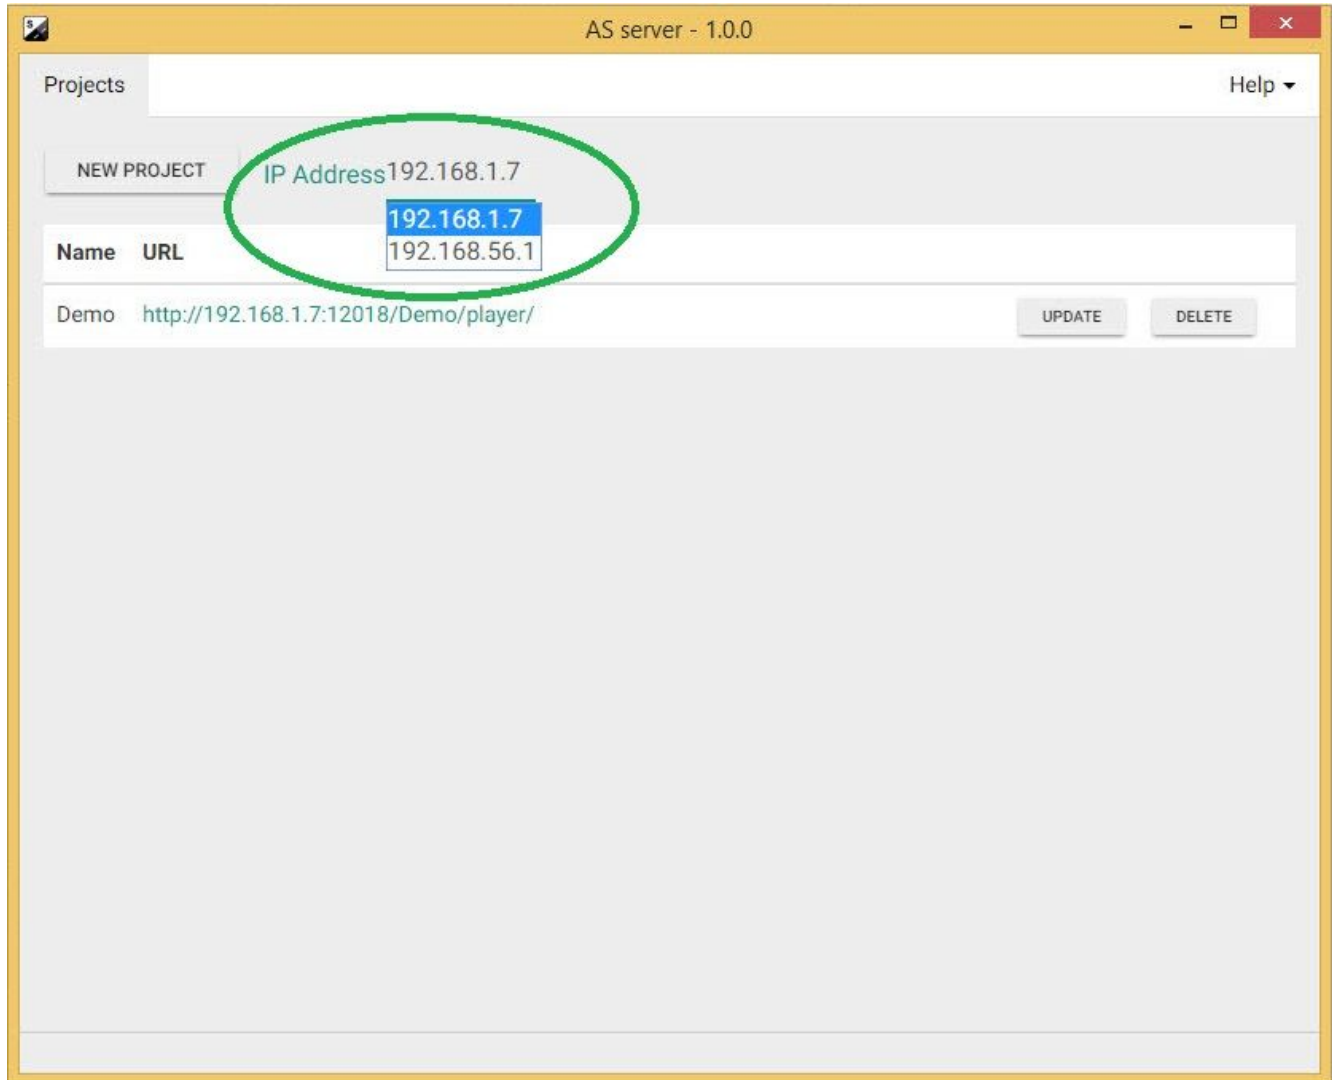 AS server - 1.0.0
Projects Help
NEW PROJECT IP Address 192.168.1.7
192.168.1.7
192.168.56.1
Name URL
Demo http://192.168.1.7:12018/Demo/player/ UPDATE DELETE